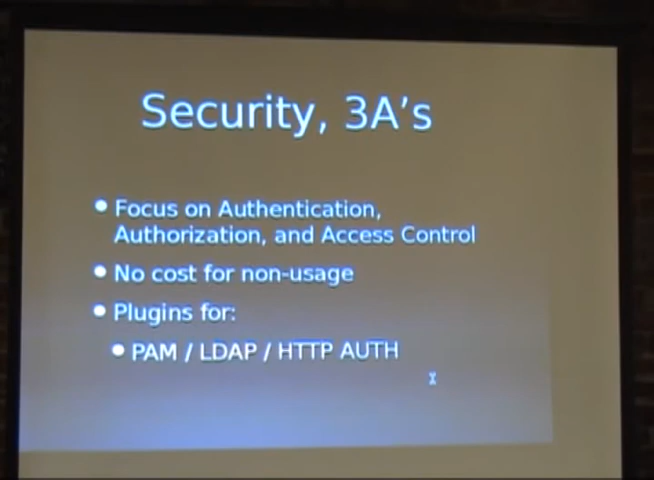 Security, 3A's
Focus on Authentication,
Authorization, and Access Control
No cost for non-usage
Plugins for:
PAM / LDAP / HTTP AUTH